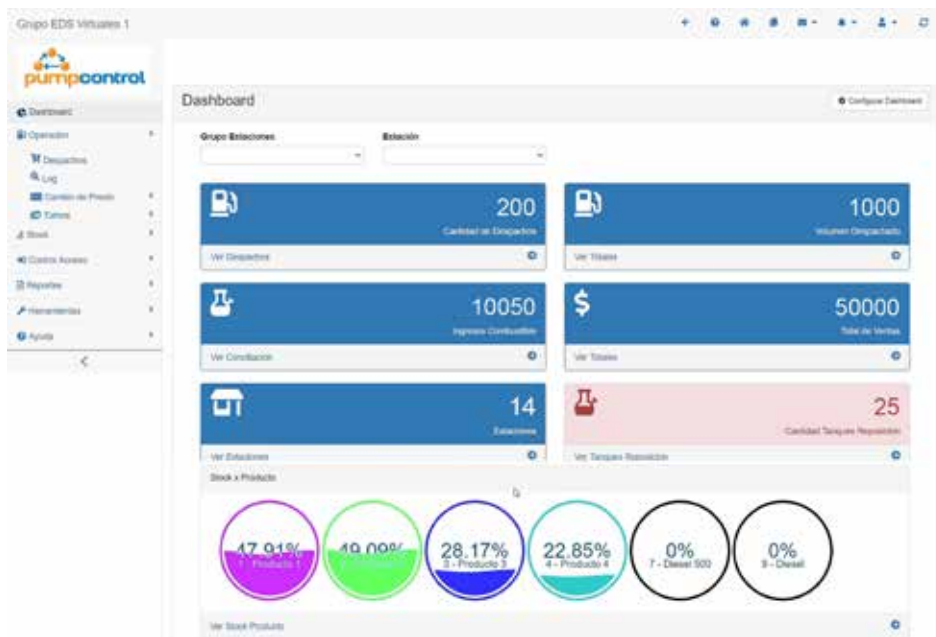 Grupo EDS Virtuales 1
pumpcontrol
Dashboard
Operación
Despachos
Log
Cambio de Precio
Turnos
Stock
Control Acceso
Reportes
Herramientas
Ayuda
Dashboard
Configurar Dashboard
Grupo Estaciones
Estación
200
Cantidad de Despachos
Ver Despachos
1000
Volumen Despachado
Ver Totales
10050
Ingresos Combustible
Ver Conciliación
50000
Total de Ventas
Ver Totales
14
Estaciones
Ver Estaciones
25
Cantidad Tanques Reposición
Ver Tanques Reposición
Stock x Producto
47.91%
1 - Producto 1
49.09%
28.17%
3 - Producto 3
22.85%
4 - Producto 4
0%
7 - Diesel 500
0%
9 - Diesel
Ver Stock Producto